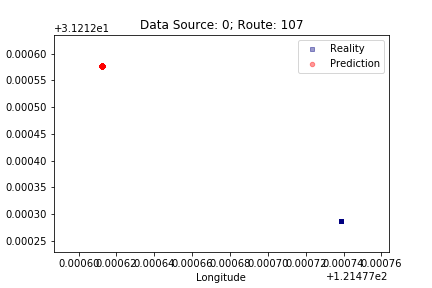 Data Source: 0; Route: 107
+3.1212e1
Reality
Prediction
0.00060
0.00055
0.00050
0.00045
0.00040
0.00035
0.00030
0.00025
0.00060 0.00062 0.00064 0.00066 0.00068 0.00070 0.00072 0.00074 0.00076
Longitude
+1.21477e2